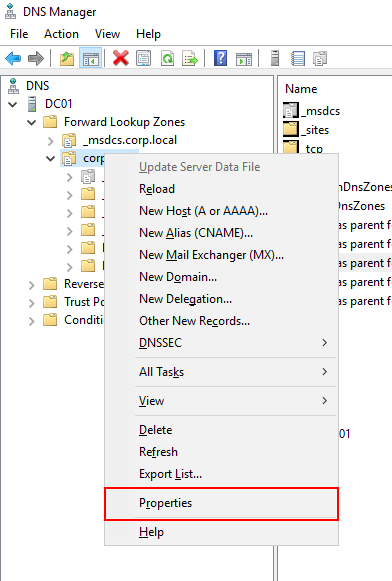 DNS Manager
File Action View Help
DNS
DC01
Forward Lookup Zones
_msdcs.corp.local
corp
Reverse
Trust Po
Conditi
Update Server Data File
Reload
New Host (A or AAAA)...
New Alias (CNAME)...
New Mail Exchanger (MX)...
New Domain...
New Delegation...
Other New Records...
DNSSEC
All Tasks
View
Delete
Refresh
Export List...
Properties
Help
Name
_msdcs
_sites
_tcp
nDnsZones
Zones
as parent f
as parent f
as parent f
as parent f
as parent f
01